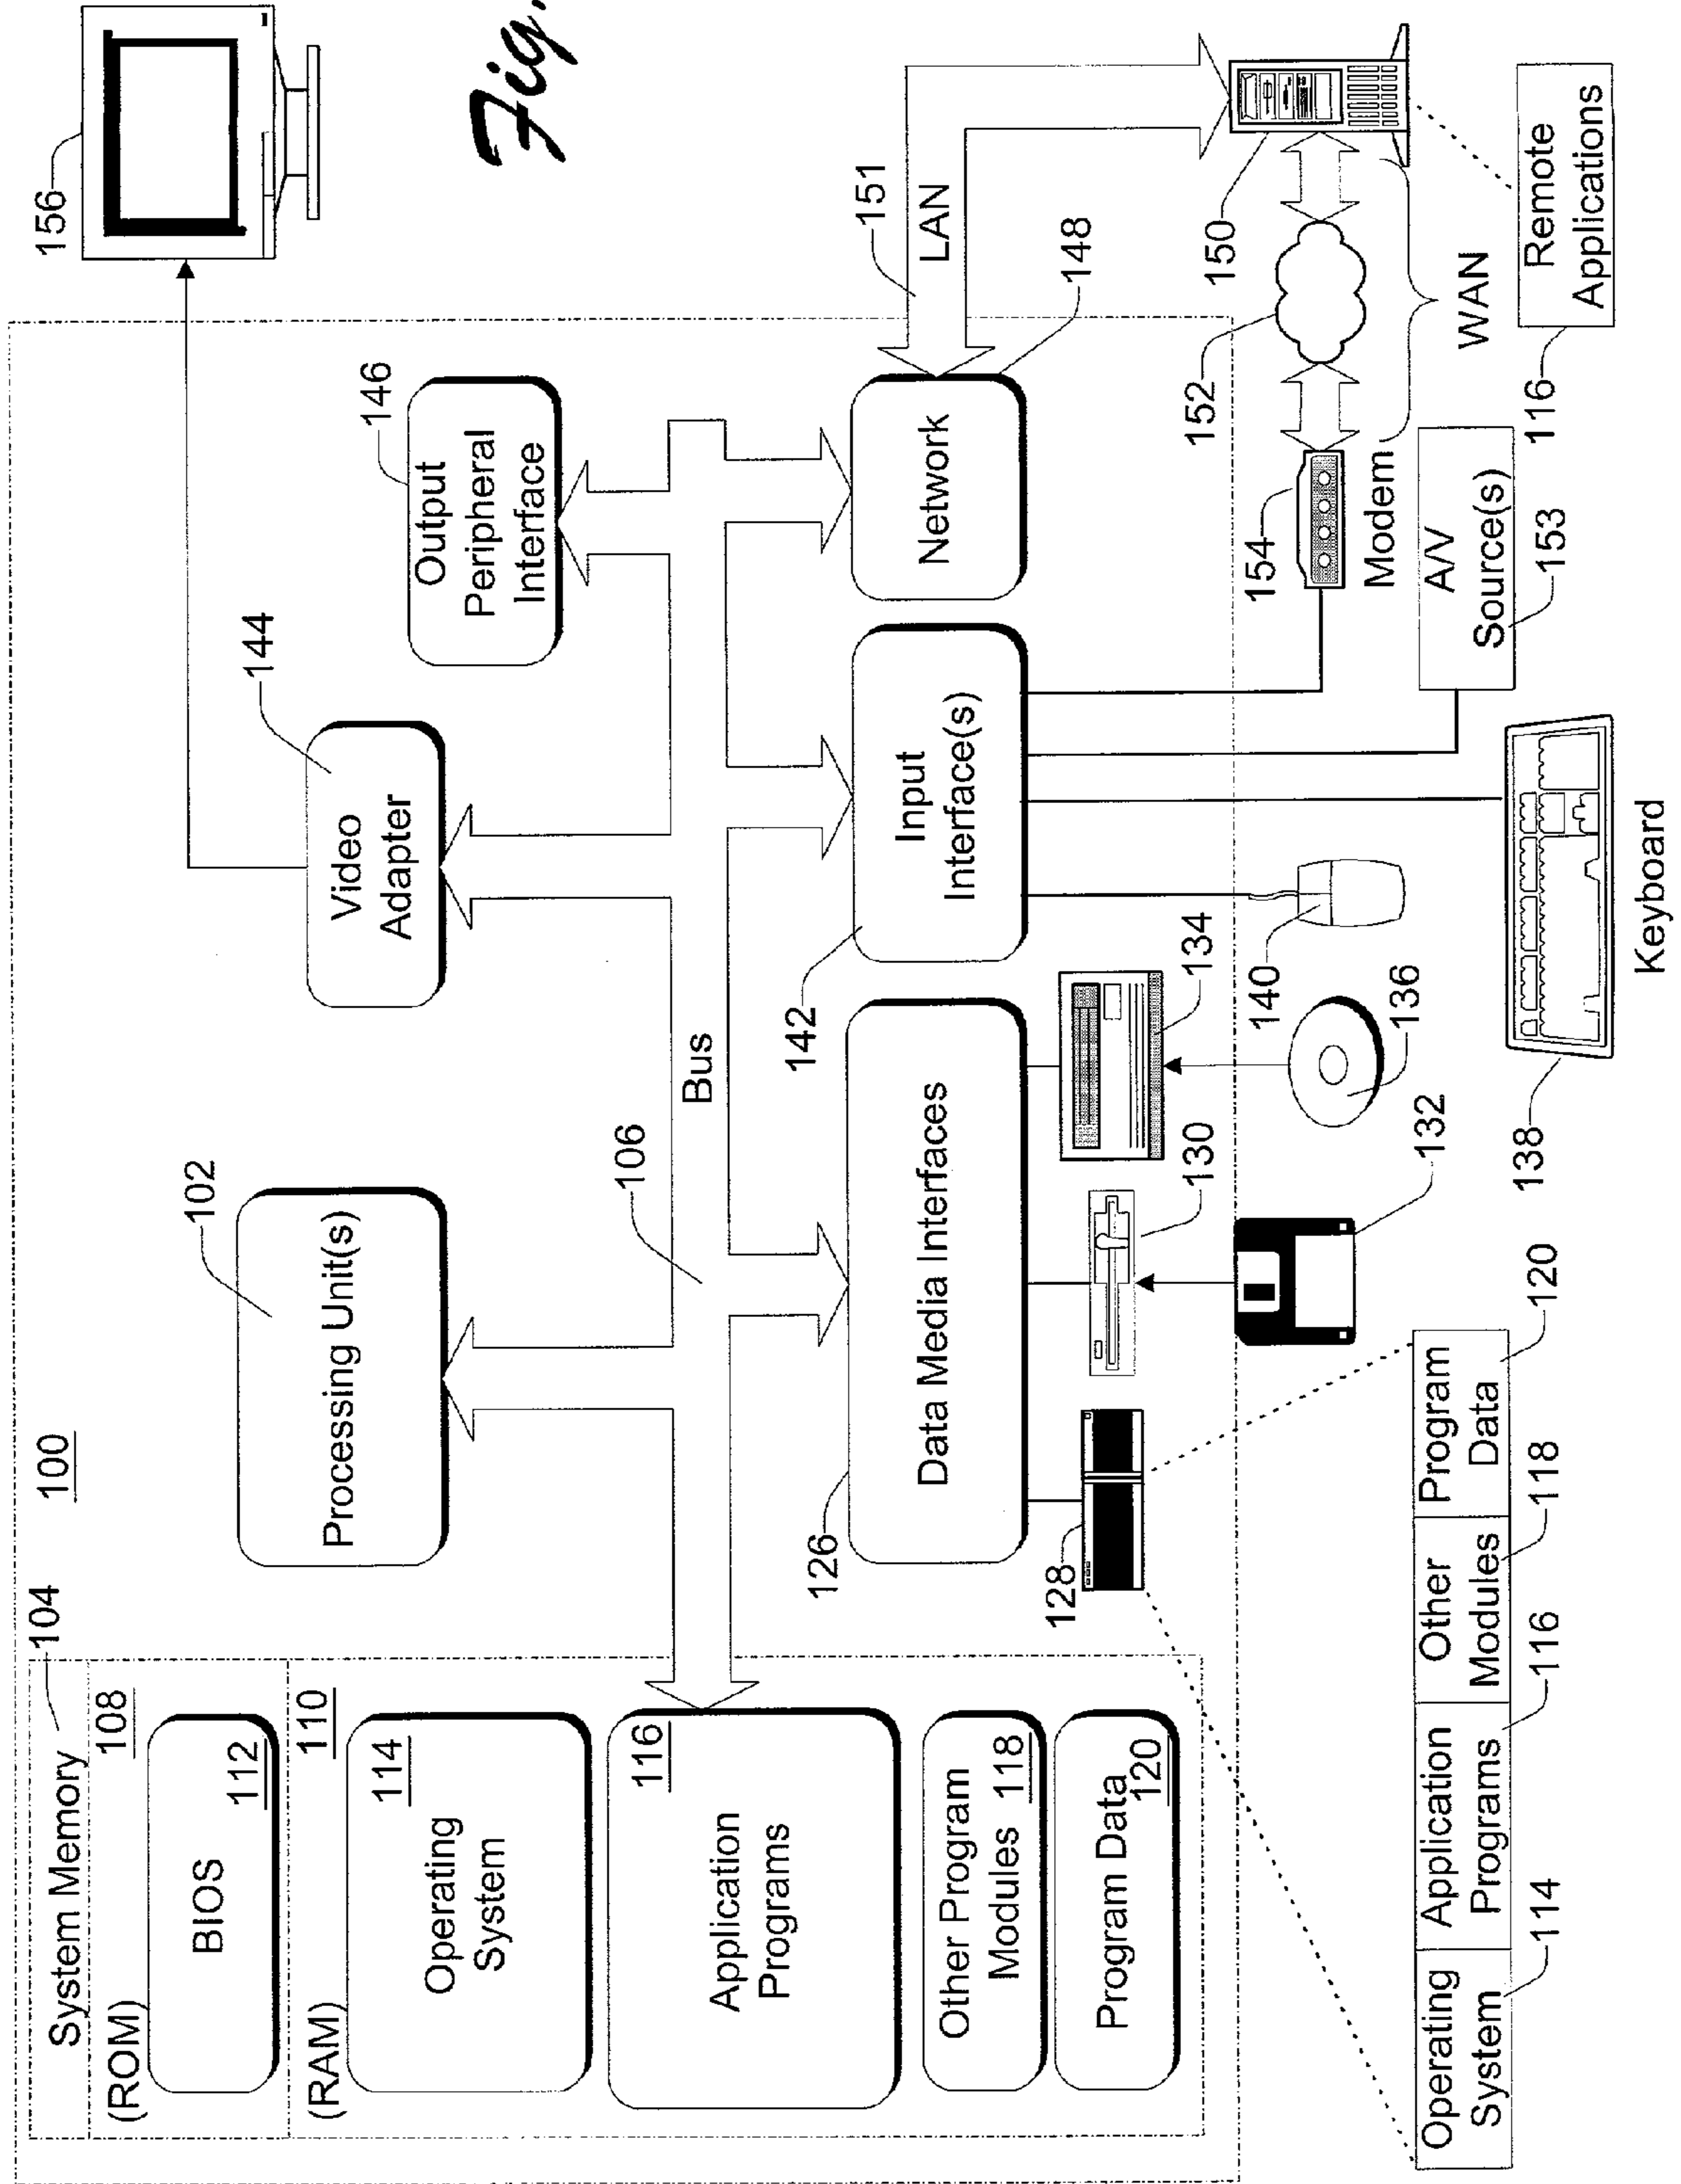 Fig.
100
System Memory
104
(ROM)
108
BIOS
112
(RAM)
110
Operating
System
114
Application
Programs
116
Other Program
Modules
118
Program Data
120
102
Processing Unit(s)
144
Video
Adapter
156
146
Output
Peripheral
Interface
106
Bus
151
LAN
148
126
Data Media Interfaces
142
Input
Interface(s)
Network
128
130
134
140
136
132
154
Modem
152
150
WAN
A/V
Source(s)
153
Remote
Applications
116
138
Keyboard
Operating
System
114
Application
Programs
116
Other
Modules
118
Program
Data
120